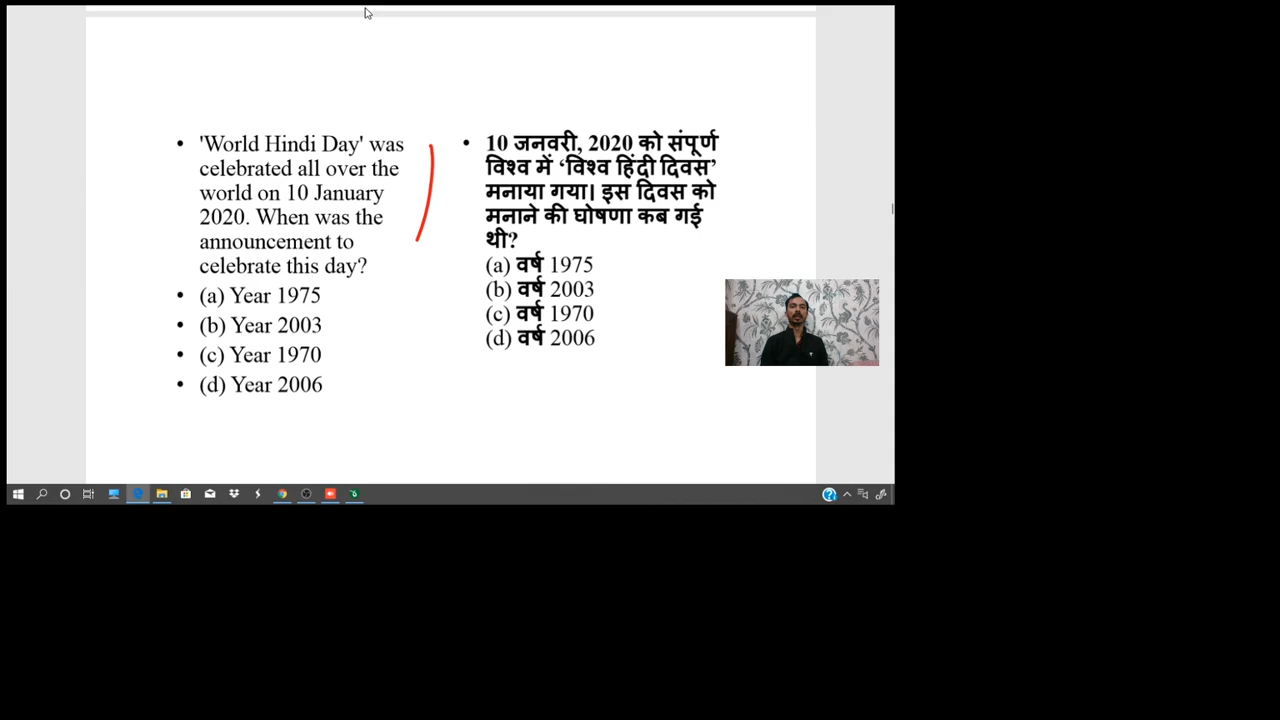 'World Hindi Day' was
celebrated all over the
world on 10 January
2020. When was the
announcement to
celebrate this day?
(a) Year 1975
(b) Year 2003
(c) Year 1970
(d) Year 2006
10 जनवरी, 2020 को संपूर्ण
विश्व में ‘विश्व हिंदी दिवस’
मनाया गया। इस दिवस को
मनाने की घोषणा कब गई
थी?
(a) वर्ष 1975
(b) वर्ष 2003
(c) वर्ष 1970
(d) वर्ष 2006